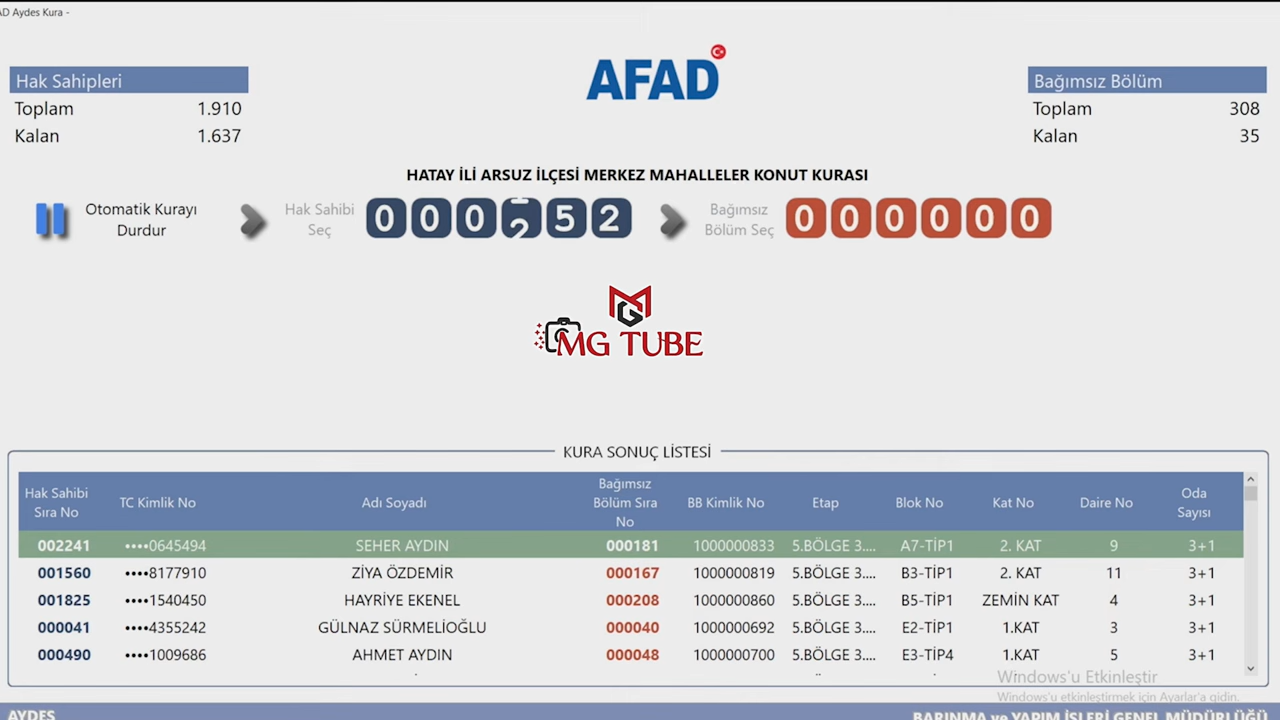 AD Aydes Kura -
AFAD
Hak Sahipleri
Toplam 1.910
Kalan 1.637
Bağımsız Bölüm
Toplam 308
Kalan 35
HATAY İLİ ARSUZ İLÇESİ MERKEZ MAHALLELER KONUT KURASI
Otomatik Kurayı
Durdur
Hak Sahibi
Seç
0 0 0 2 5 2
Bağımsız
Bölüm Seç
0 0 0 0 0 0
MG TUBE
KURA SONUÇ LİSTESİ
Hak Sahibi Sıra No TC Kimlik No Adı Soyadı Bağımsız Bölüm Sıra No BB Kimlik No Etap Blok No Kat No Daire No Oda Sayısı
002241 ••••0645494 SEHER AYDIN 000181 1000000833 5.BÖLGE 3.... A7-TİP1 2. KAT 9 3+1
001560 ••••8177910 ZİYA ÖZDEMİR 000167 1000000819 5.BÖLGE 3.... B3-TİP1 2. KAT 11 3+1
001825 ••••1540450 HAYRİYE EKENEL 000208 1000000860 5.BÖLGE 3.... B5-TİP1 ZEMİN KAT 4 3+1
000041 ••••4355242 GÜLNAZ SÜRMELİOĞLU 000040 1000000692 5.BÖLGE 3.... E2-TİP1 1.KAT 3 3+1
000490 ••••1009686 AHMET AYDIN 000048 1000000700 5.BÖLGE 3.... E3-TİP4 1.KAT 5 3+1
Windows'u Etkinleştir
Windows'u etkinleştirmek için Ayarlar'a gidin.
AYDES
BARINMA ve YAPIM İŞLERİ GENEL MÜDÜRLÜĞÜ